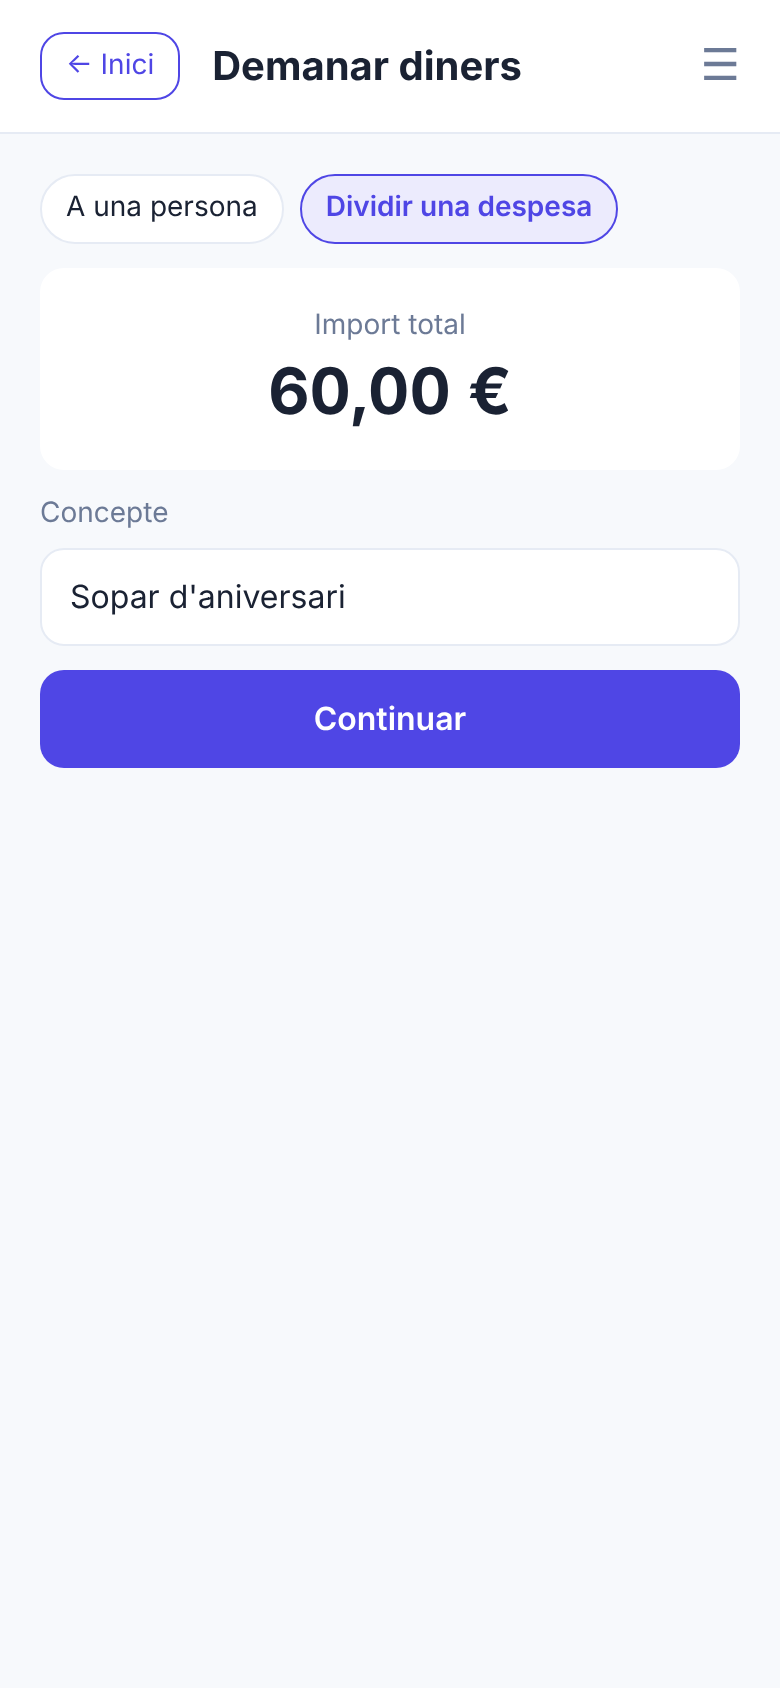 ← Inici Demanar diners ☰
A una persona Dividir una despesa
Import total
60,00 €
Concepte
Sopar d'aniversari
Continuar